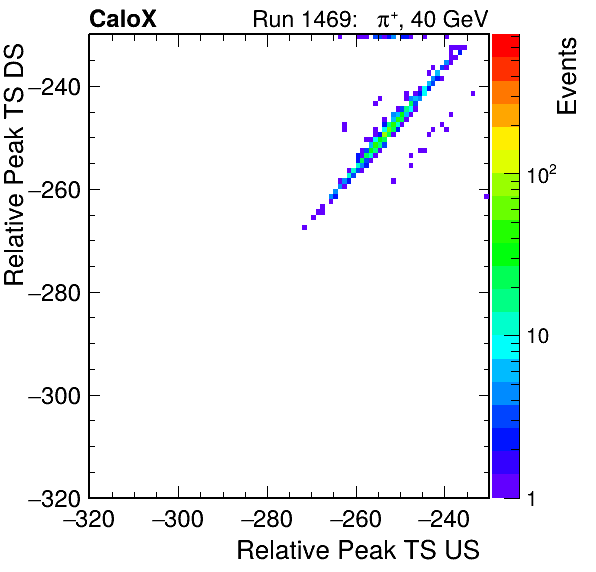 CaloX Run 1469: π⁺, 40 GeV
Relative Peak TS DS
−240
−260
−280
−300
−320
−320 −300 −280 −260 −240
Relative Peak TS US
Events
10²
10
1